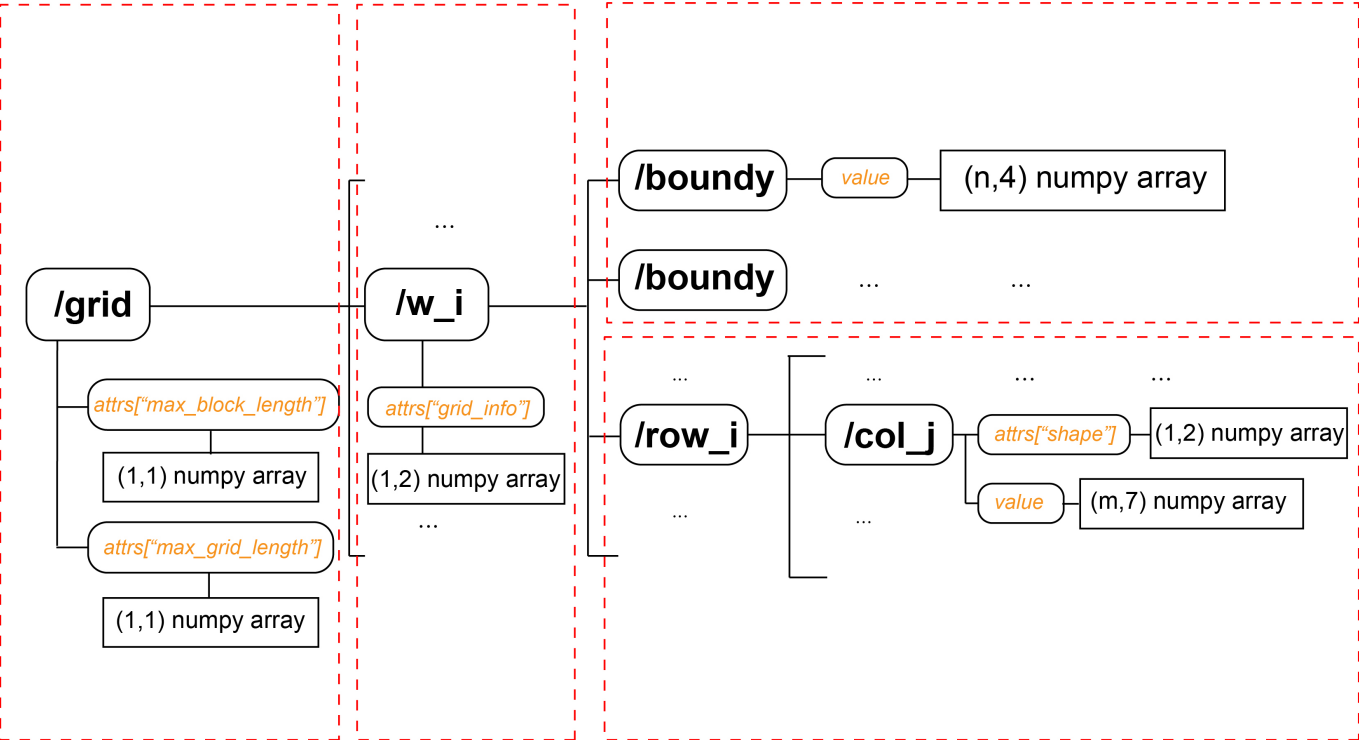 /grid
attrs[“max_block_length”]
(1,1) numpy array
attrs[“max_grid_length”]
(1,1) numpy array
...
/w_i
attrs[“grid_info”]
(1,2) numpy array
...
/boundy
value
(n,4) numpy array
/boundy
...
...
...
/row_i
...
...
/col_j
...
...
...
attrs[“shape”]
(1,2) numpy array
value
(m,7) numpy array